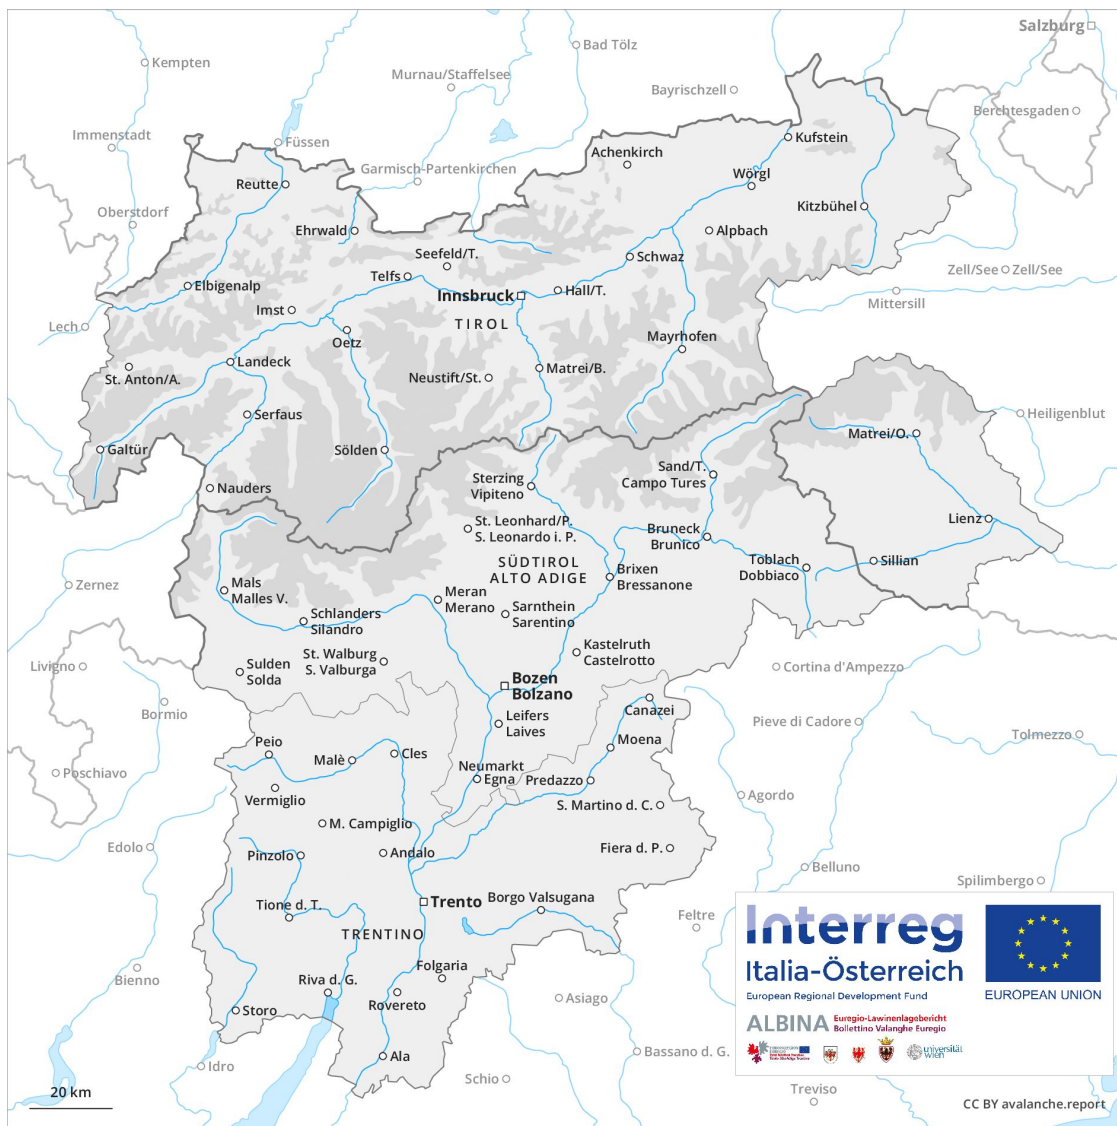 Salzburg
Bad Tölz
Kempten
Murnau/Staffelsee
Bayrischzell
Berchtesgaden
Immenstadt
Füssen
Kufstein
Achenkirch
Garmisch-Partenkirchen
Wörgl
Reutte
Kitzbühel
Oberstdorf
Ehrwald
Alpbach
Seefeld/T.
Schwaz
Zell/See
Zell/See
Telfs
Elbigenalp
Hall/T.
Innsbruck
Mittersill
Imst
TIROL
Lech
Oetz
Mayrhofen
Landeck
Matrei/B.
St. Anton/A.
Neustift/St.
Serfaus
Heiligenblut
Matrei/O.
Galtür
Sölden
Sterzing
Vipiteno
Sand/T.
Campo Tures
Nauders
Lienz
St. Leonhard/P.
S. Leonardo i. P.
Bruneck
Brunico
SÜDTIROL
ALTO ADIGE
Toblach
Dobbiaco
Sillian
Brixen
Bressanone
Zernez
Mals
Malles V.
Meran
Merano
Schlanders
Silandro
Sarnthein
Sarentino
Kastelruth
Castelrotto
St. Walburg
S. Valburga
Livigno
Sulden
Solda
Cortina d'Ampezzo
Bozen
Bolzano
Bormio
Canazei
Leifers
Laives
Pieve di Cadore
Tolmezzo
Peio
Moena
Malè
Cles
Poschiavo
Neumarkt
Egna
Predazzo
Vermiglio
Agordo
S. Martino d. C.
M. Campiglio
Edolo
Fiera d. P.
Pinzolo
Andalo
Belluno
Spilimbergo
Tione d. T.
Trento
Borgo Valsugana
Feltre
TRENTINO
Interreg
Folgaria
Italia-Österreich
Bienno
Riva d. G.
European Regional Development Fund
EUROPEAN UNION
Rovereto
Asiago
Storo
ALBINA
Euregio-Lawinenlagebericht
Bollettino Valanghe Euregio
Ala
Bassano d. G.
universität
wien
Idro
Schio
Treviso
20 km
CC BY avalanche.report